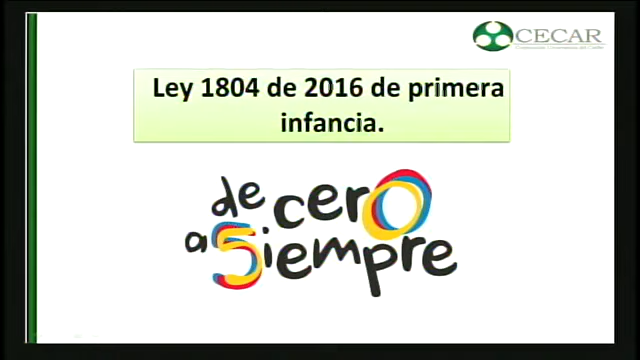 CECAR
Ley 1804 de 2016 de primera
infancia.
de cero
a 5iempre